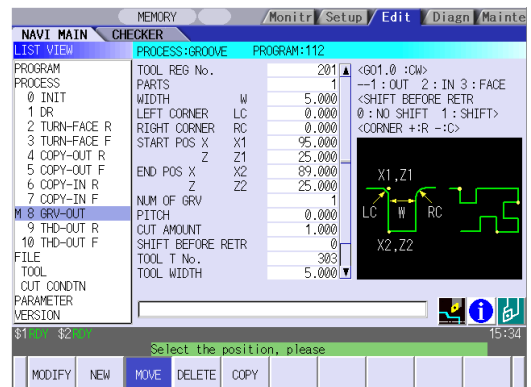 MEMORY Monitr Setup Edit Diagn Mainte
NAVI MAIN CHECKER
LIST VIEW PROCESS:GROOVE PROGRAM:112
PROGRAM
PROCESS
0 INIT
1 DR
2 TURN-FACE R
3 TURN-FACE F
4 COPY-OUT R
5 COPY-OUT F
6 COPY-IN R
7 COPY-IN F
M 8 GRV-OUT
9 THD-OUT R
10 THD-OUT F
FILE
TOOL
CUT CONDTN
PARAMETER
VERSION
TOOL REG No. 201
PARTS 1
WIDTH W 5.000
LEFT CORNER LC 0.000
RIGHT CORNER RC 0.000
START POS X X1 95.000
Z Z1 25.000
END POS X X2 89.000
Z Z2 25.000
NUM OF GRV 1
PITCH 0.000
CUT AMOUNT 1.000
SHIFT BEFORE RETR 0
TOOL T No. 303
TOOL WIDTH 5.000
<G01.0 :CW>
--1:OUT 2:IN 3:FACE
<SHIFT BEFORE RETR
0:NO SHIFT 1:SHIFT>
<CORNER +:R -:C>
X1,Z1
LC W RC
X2,Z2
$1 RDY $2 RDY 15:34
Select the position, please
MODIFY NEW MOVE DELETE COPY